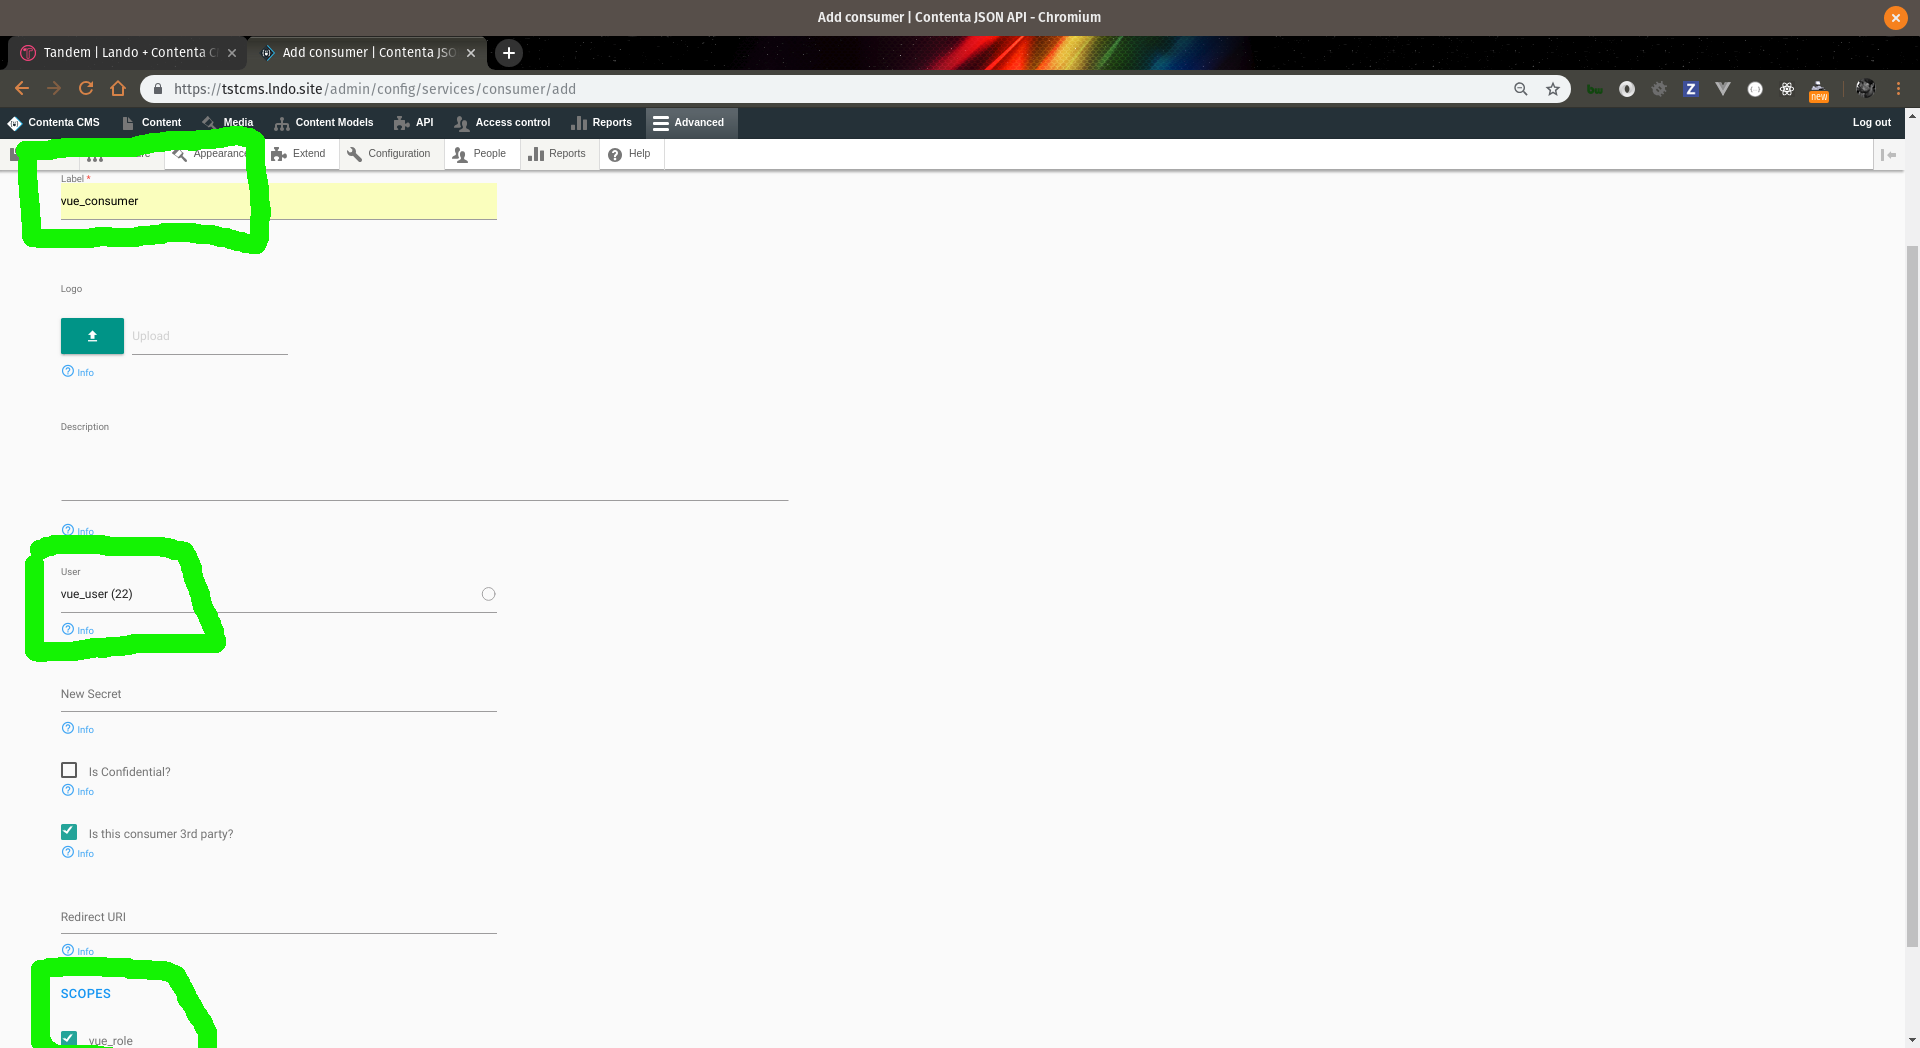 Add consumer | Contenta JSON API - Chromium
Tandem | Lando + Contenta C
Add consumer | Contenta JSO
https://tstcms.lndo.site/admin/config/services/consumer/add
new
Contenta CMS Content Media Content Models API Access control Reports Advanced Log out
Appearance Extend Configuration People Reports Help
Label *
vue_consumer
Logo
Upload
Info
Description
Info
User
vue_user (22)
Info
New Secret
Info
Is Confidential?
Info
Is this consumer 3rd party?
Info
Redirect URI
Info
SCOPES
vue_role